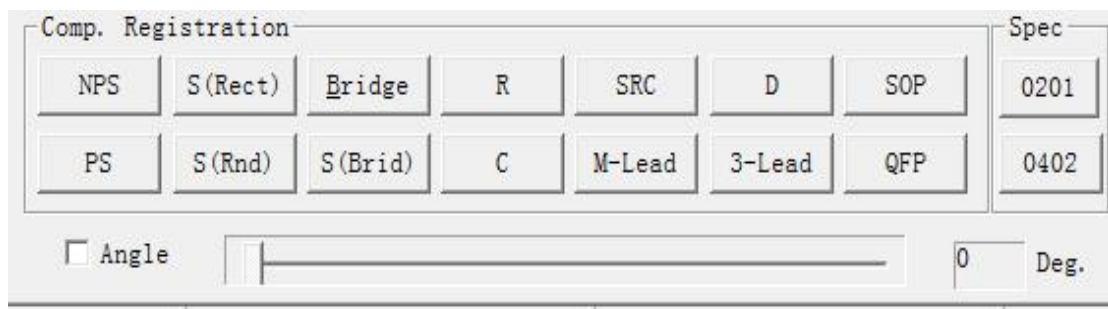 Comp. Registration Spec
NPS S(Rect) Bridge R SRC D SOP 0201
PS S(Rnd) S(Brid) C M-Lead 3-Lead QFP 0402
Angle 0 Deg.